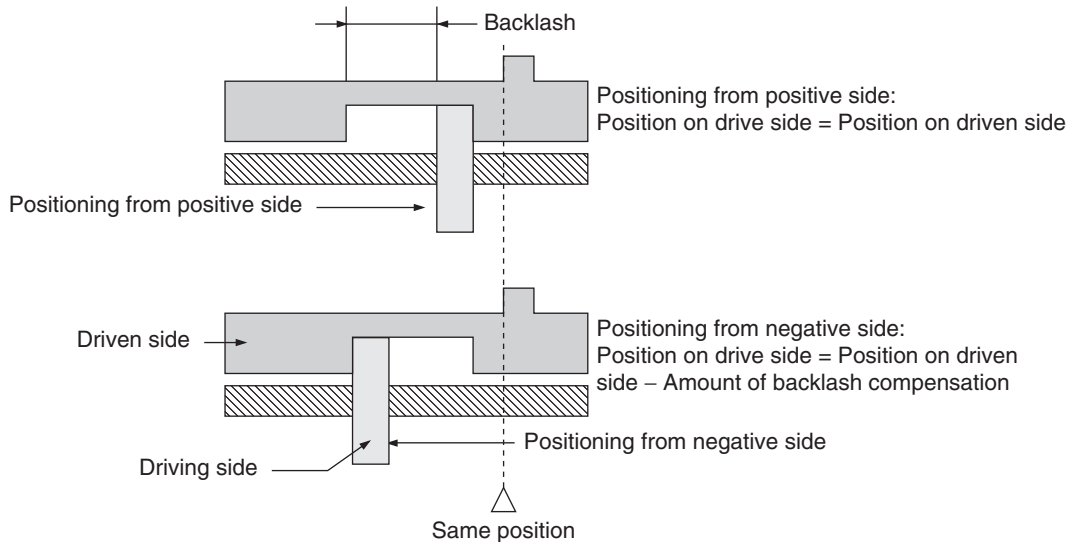 Backlash
Positioning from positive side:
Position on drive side = Position on driven side
Positioning from positive side
Driven side
Positioning from negative side:
Position on drive side = Position on driven
side – Amount of backlash compensation
Positioning from negative side
Driving side
Same position